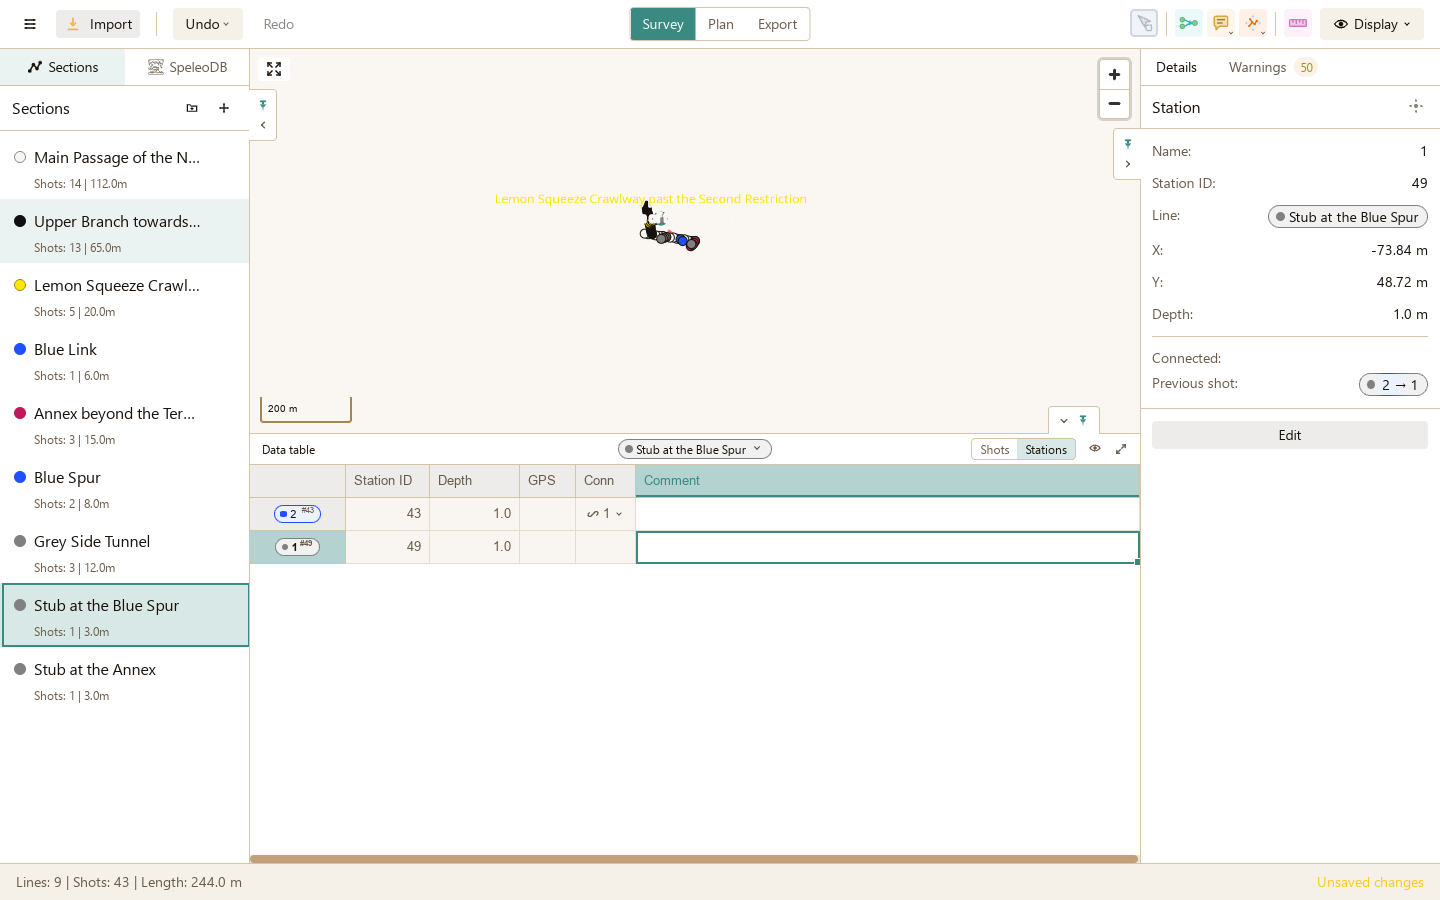 Import
Undo
Redo
Survey
Plan
Export
Display
Sections
SpeleoDB
Sections
Main Passage of the N...
Shots: 14 | 112.0m
Upper Branch towards...
Shots: 13 | 65.0m
Lemon Squeeze Crawl...
Shots: 5 | 20.0m
Blue Link
Shots: 1 | 6.0m
Annex beyond the Ter...
Shots: 3 | 15.0m
Blue Spur
Shots: 2 | 8.0m
Grey Side Tunnel
Shots: 3 | 12.0m
Stub at the Blue Spur
Shots: 1 | 3.0m
Stub at the Annex
Shots: 1 | 3.0m
Lemon Squeeze Crawlway past the Second Restriction
200 m
Data table
Stub at the Blue Spur
Shots
Stations
Station ID
Depth
GPS
Conn
Comment
2 #43
43
1.0
1
1 #49
49
1.0
Details
Warnings
50
Station
Name:
1
Station ID:
49
Line:
Stub at the Blue Spur
X:
-73.84 m
Y:
48.72 m
Depth:
1.0 m
Connected:
Previous shot:
2 → 1
Edit
Lines: 9 | Shots: 43 | Length: 244.0 m
Unsaved changes